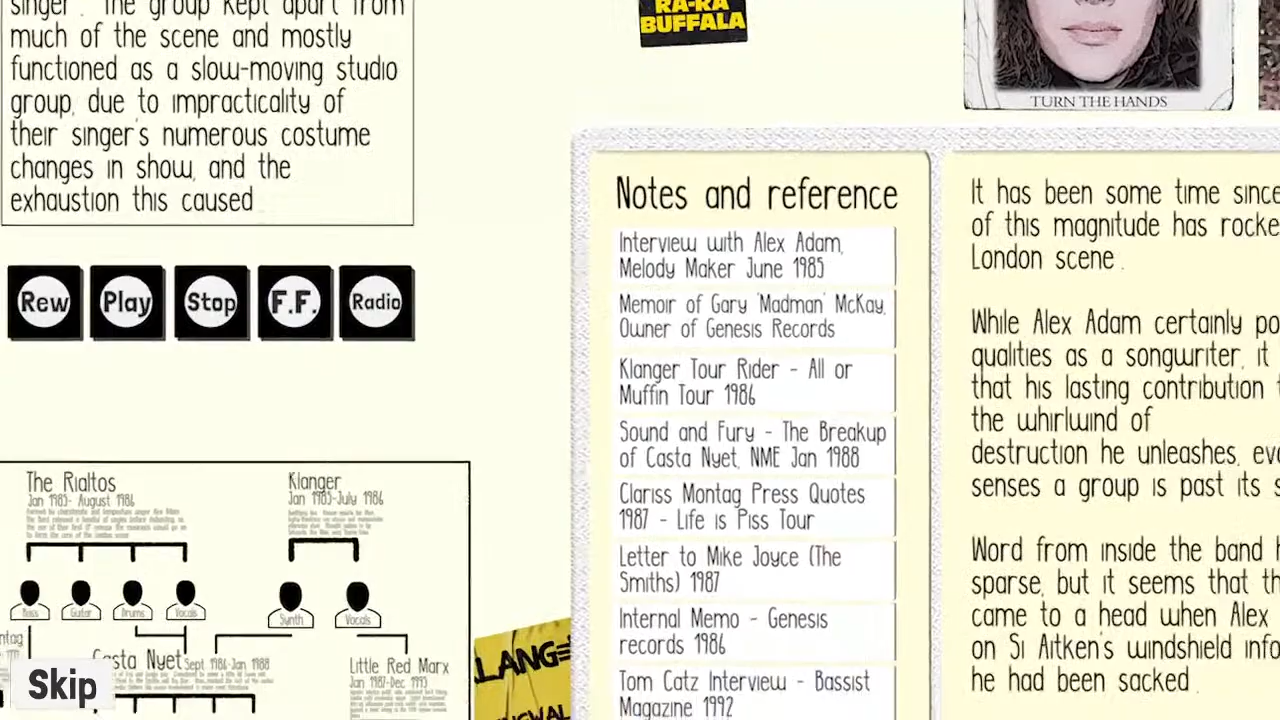 singer. The group kept apart from
much of the scene and mostly
functioned as a slow-moving studio
group, due to impracticality of
their singer's numerous costume
changes in show, and the
exhaustion this caused
Rew
Play
Stop
F.F.
Radio
The Rialtos
Jan 1983- August 1986
Bass
Guitar
Drums
Vocals
Klanger
Jan 1983-July 1986
Synth
Vocals
Casta Nyet
Sept 1986-Jan 1988
Little Red Marx
Jan 1987-Dec 1993
Skip
RA-RA
BUFFALA
TURN THE HANDS
LANGE
Notes and reference
Interview with Alex Adam,
Melody Maker June 1985
Memoir of Gary 'Madman' McKay,
Owner of Genesis Records
Klanger Tour Rider - All or
Muffin Tour 1986
Sound and Fury - The Breakup
of Casta Nyet, NME Jan 1988
Clariss Montag Press Quotes
1987 - Life is Piss Tour
Letter to Mike Joyce (The
Smiths) 1987
Internal Memo - Genesis
records 1986
Tom Catz Interview - Bassist
Magazine 1992
It has been some time since
of this magnitude has rocke
London scene.
While Alex Adam certainly po
qualities as a songwriter, it
that his lasting contribution
the whirlwind of
destruction he unleashes, eve
senses a group is past its s
Word from inside the band h
sparse, but it seems that th
came to a head when Alex
on Si Aitken's windshield info
he had been sacked